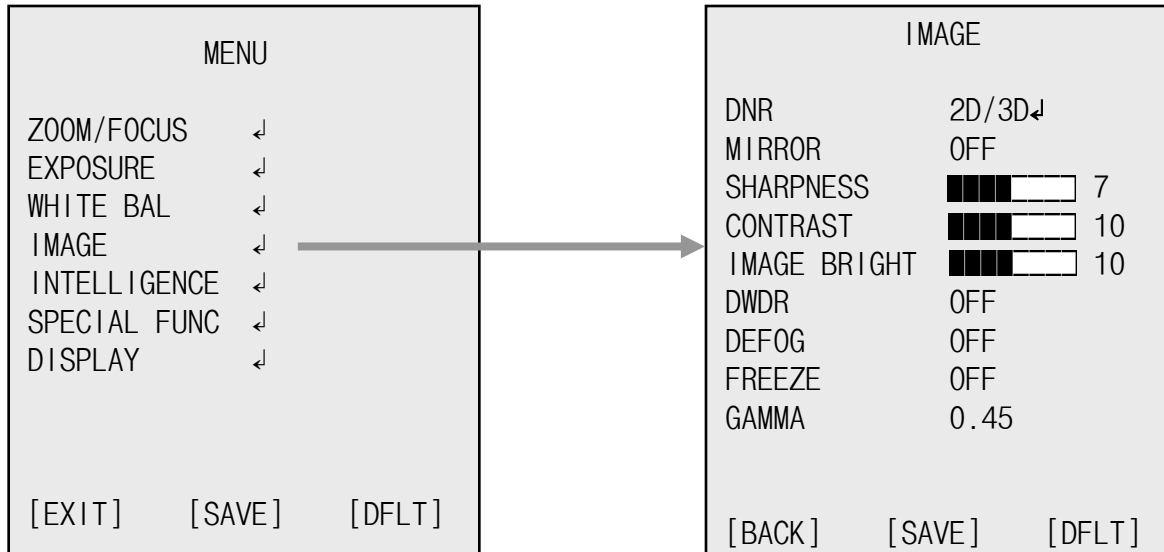 MENU
ZOOM/FOCUS ↲
EXPOSURE ↲
WHITE BAL ↲
IMAGE ↲
INTELLIGENCE ↲
SPECIAL FUNC ↲
DISPLAY ↲
[EXIT] [SAVE] [DFLT]
IMAGE
DNR 2D/3D↲
MIRROR OFF
SHARPNESS 7
CONTRAST 10
IMAGE BRIGHT 10
DWDR OFF
DEFOG OFF
FREEZE OFF
GAMMA 0.45
[BACK] [SAVE] [DFLT]